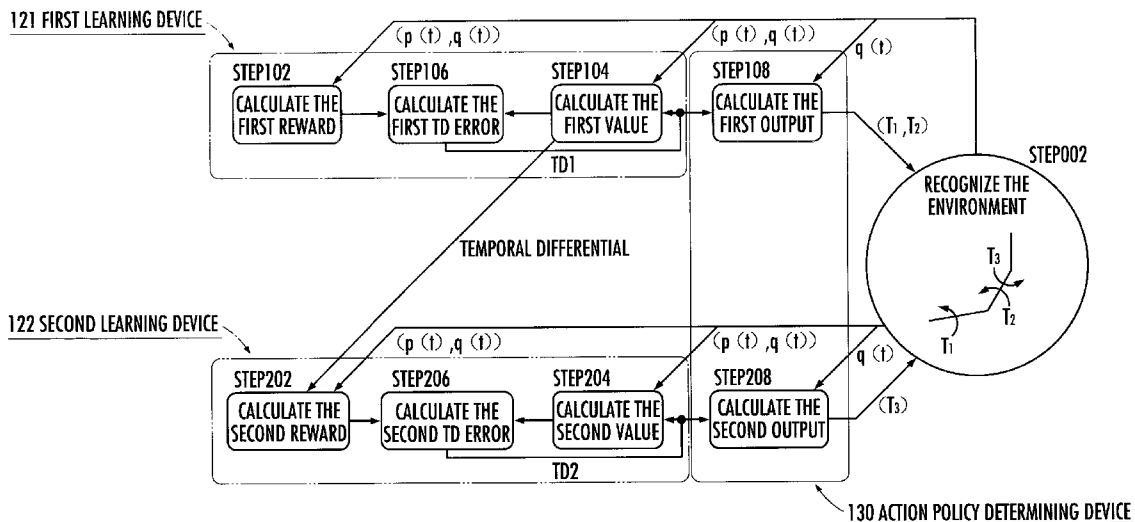 121 FIRST LEARNING DEVICE
(p (t) ,q (t))
(p (t) ,q (t))
q (t)
STEP102
STEP106
STEP104
STEP108
CALCULATE THE
FIRST REWARD
CALCULATE THE
FIRST TD ERROR
CALCULATE THE
FIRST VALUE
CALCULATE THE
FIRST OUTPUT
(T1 ,T2)
TD1
STEP002
RECOGNIZE THE
ENVIRONMENT
T3
T2
T1
TEMPORAL DIFFERENTIAL
122 SECOND LEARNING DEVICE
(p (t) ,q (t))
(p (t) ,q (t))
q (t)
STEP202
STEP206
STEP204
STEP208
CALCULATE THE
SECOND REWARD
CALCULATE THE
SECOND TD ERROR
CALCULATE THE
SECOND VALUE
CALCULATE THE
SECOND OUTPUT
(T3)
TD2
130 ACTION POLICY DETERMINING DEVICE